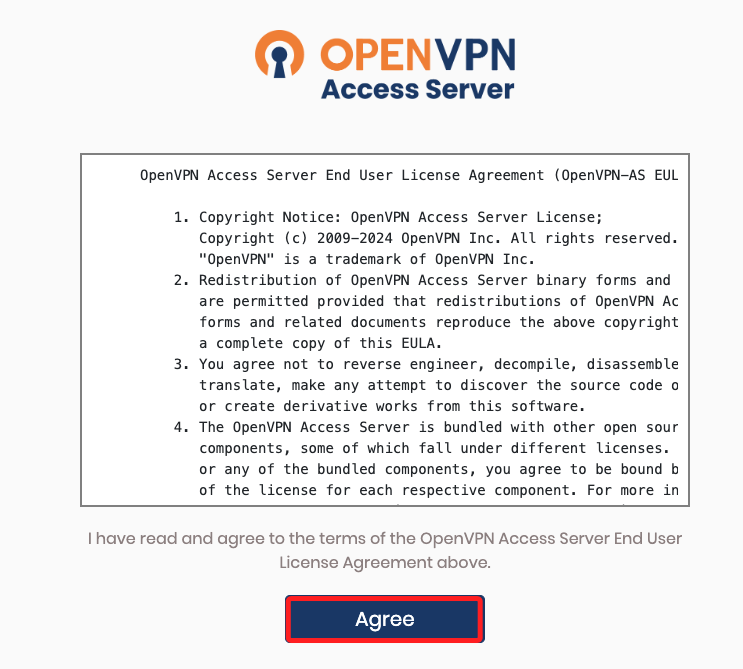 OPENVPN
Access Server
OpenVPN Access Server End User License Agreement (OpenVPN-AS EUL
1. Copyright Notice: OpenVPN Access Server License;
Copyright (c) 2009-2024 OpenVPN Inc. All rights reserved.
"OpenVPN" is a trademark of OpenVPN Inc.
2. Redistribution of OpenVPN Access Server binary forms and
are permitted provided that redistributions of OpenVPN Ac
forms and related documents reproduce the above copyright
a complete copy of this EULA.
3. You agree not to reverse engineer, decompile, disassemble
translate, make any attempt to discover the source code o
or create derivative works from this software.
4. The OpenVPN Access Server is bundled with other open sour
components, some of which fall under different licenses.
or any of the bundled components, you agree to be bound b
of the license for each respective component. For more in
I have read and agree to the terms of the OpenVPN Access Server End User
License Agreement above.
Agree